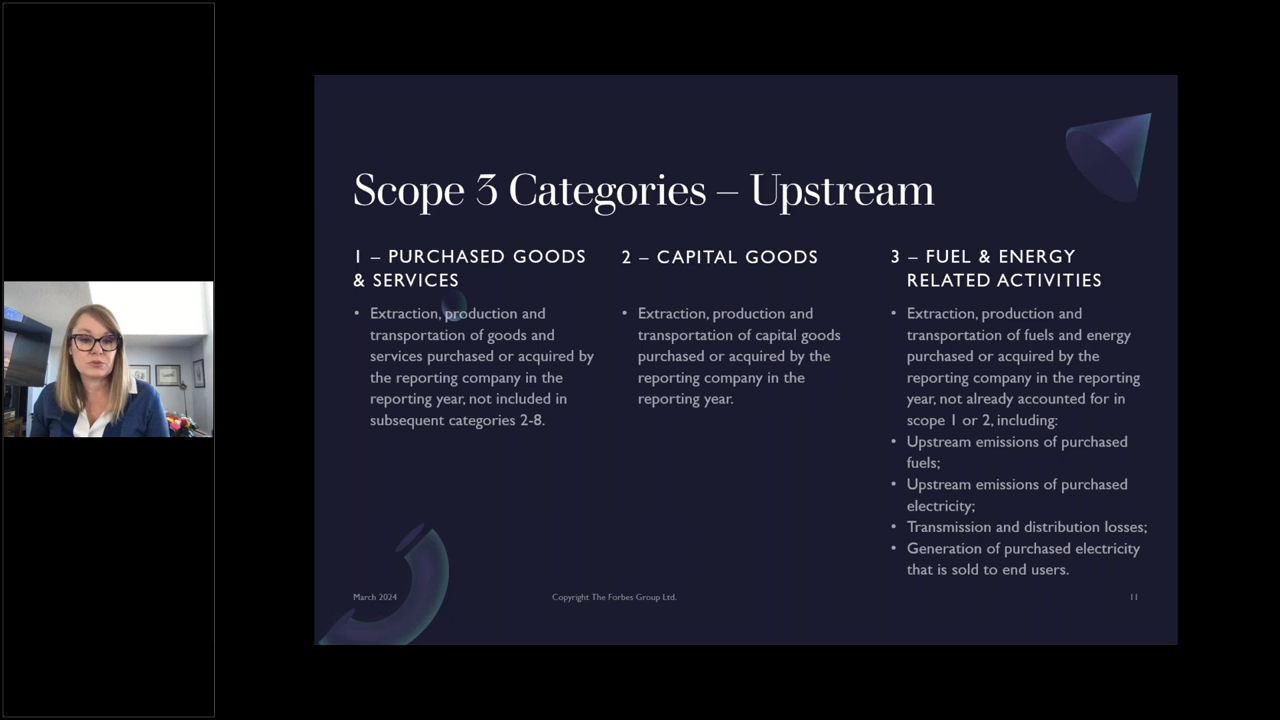 Scope 3 Categories – Upstream
1 – PURCHASED GOODS
& SERVICES
• Extraction, production and
transportation of goods and
services purchased or acquired by
the reporting company in the
reporting year, not included in
subsequent categories 2-8.
2 – CAPITAL GOODS
• Extraction, production and
transportation of capital goods
purchased or acquired by the
reporting company in the
reporting year.
3 – FUEL & ENERGY
RELATED ACTIVITIES
• Extraction, production and
transportation of fuels and energy
purchased or acquired by the
reporting company in the reporting
year, not already accounted for in
scope 1 or 2, including:
• Upstream emissions of purchased
fuels;
• Upstream emissions of purchased
electricity;
• Transmission and distribution losses;
• Generation of purchased electricity
that is sold to end users.
March 2024
Copyright The Forbes Group Ltd.
11